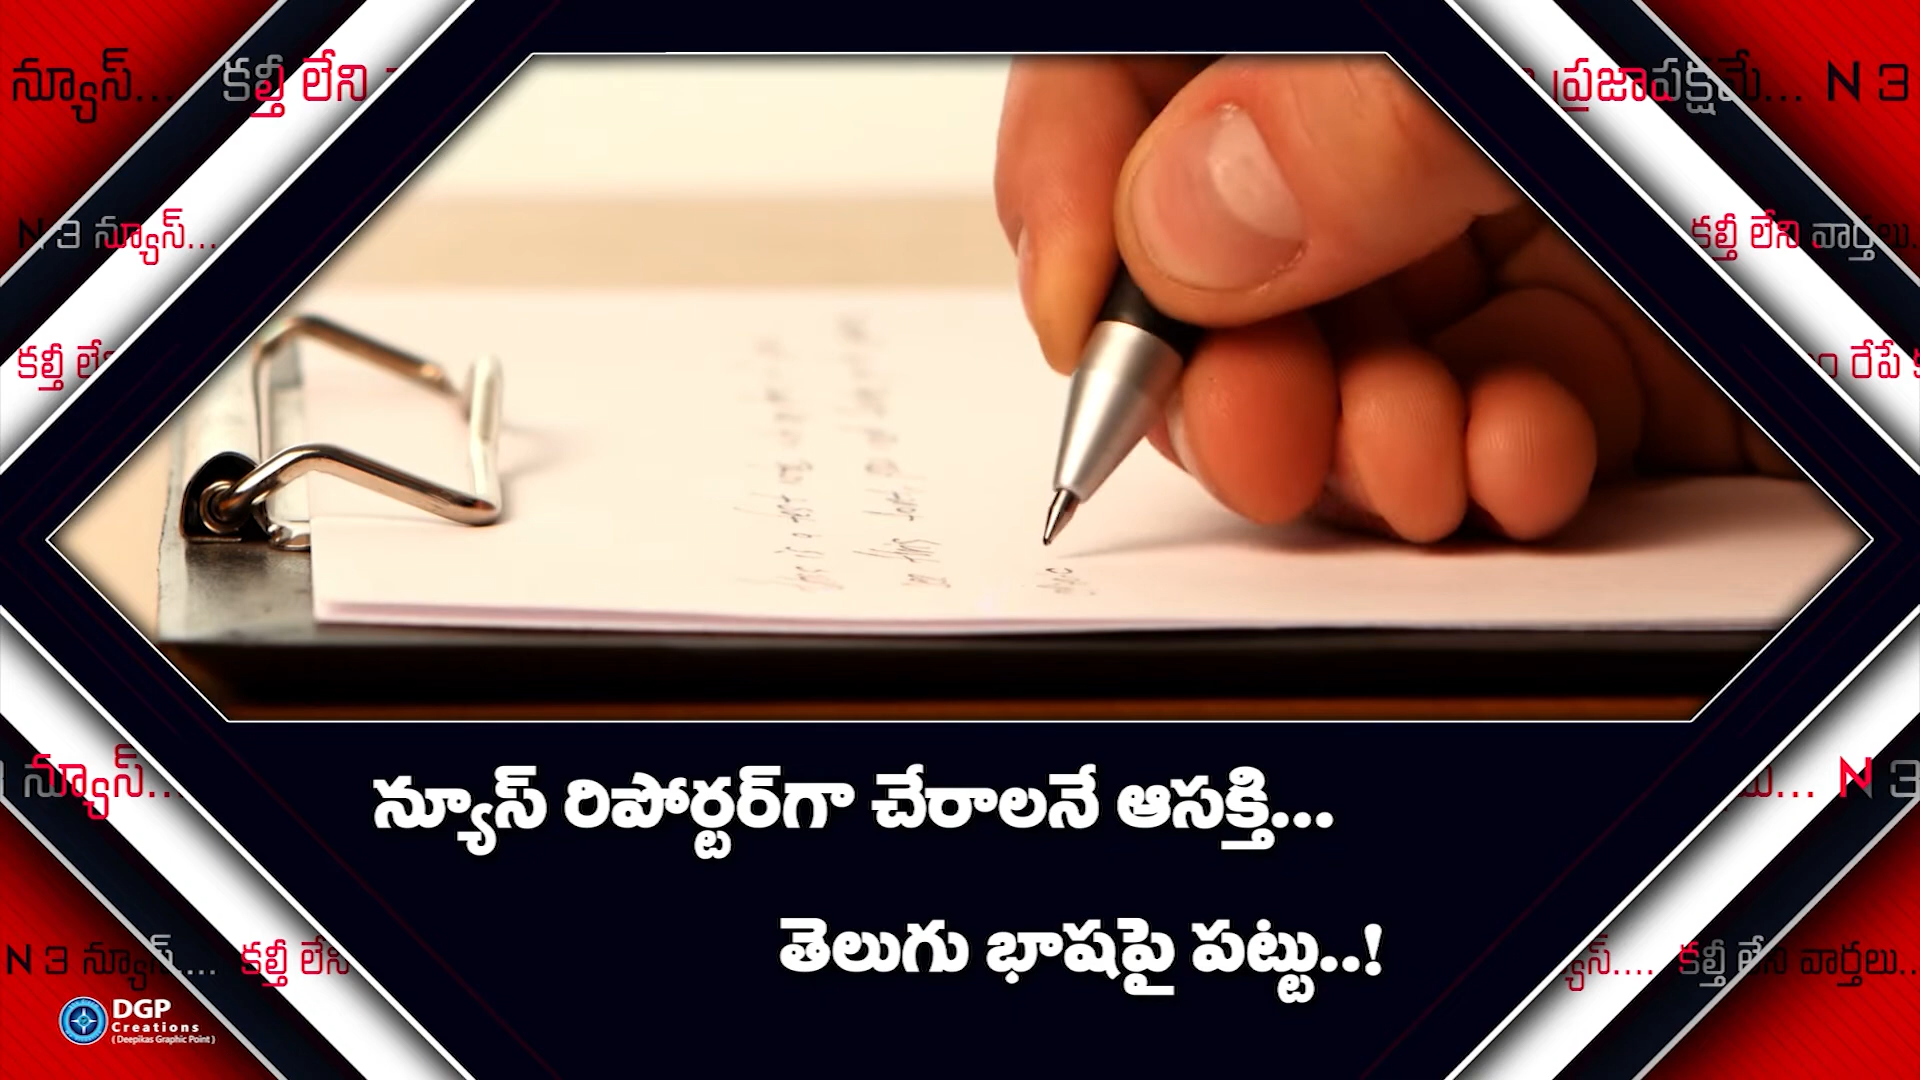 న్యూస్... కల్తీ లేని
ప్రజాపక్షమే... N 3
N 3 న్యూస్...
కల్తీ లేని వార్తలు..
కల్తీ
రేపే
న్యూస్ రిపోర్టర్‌గా చేరాలనే ఆసక్తి...
న్యూస్..
N 3
తెలుగు భాషపై పట్టు..!
N 3 న్యూస్.... కల్తీ లేని
కల్తీ లేని వార్తలు..
DGP
Creations
( Deepikas Graphic Point )